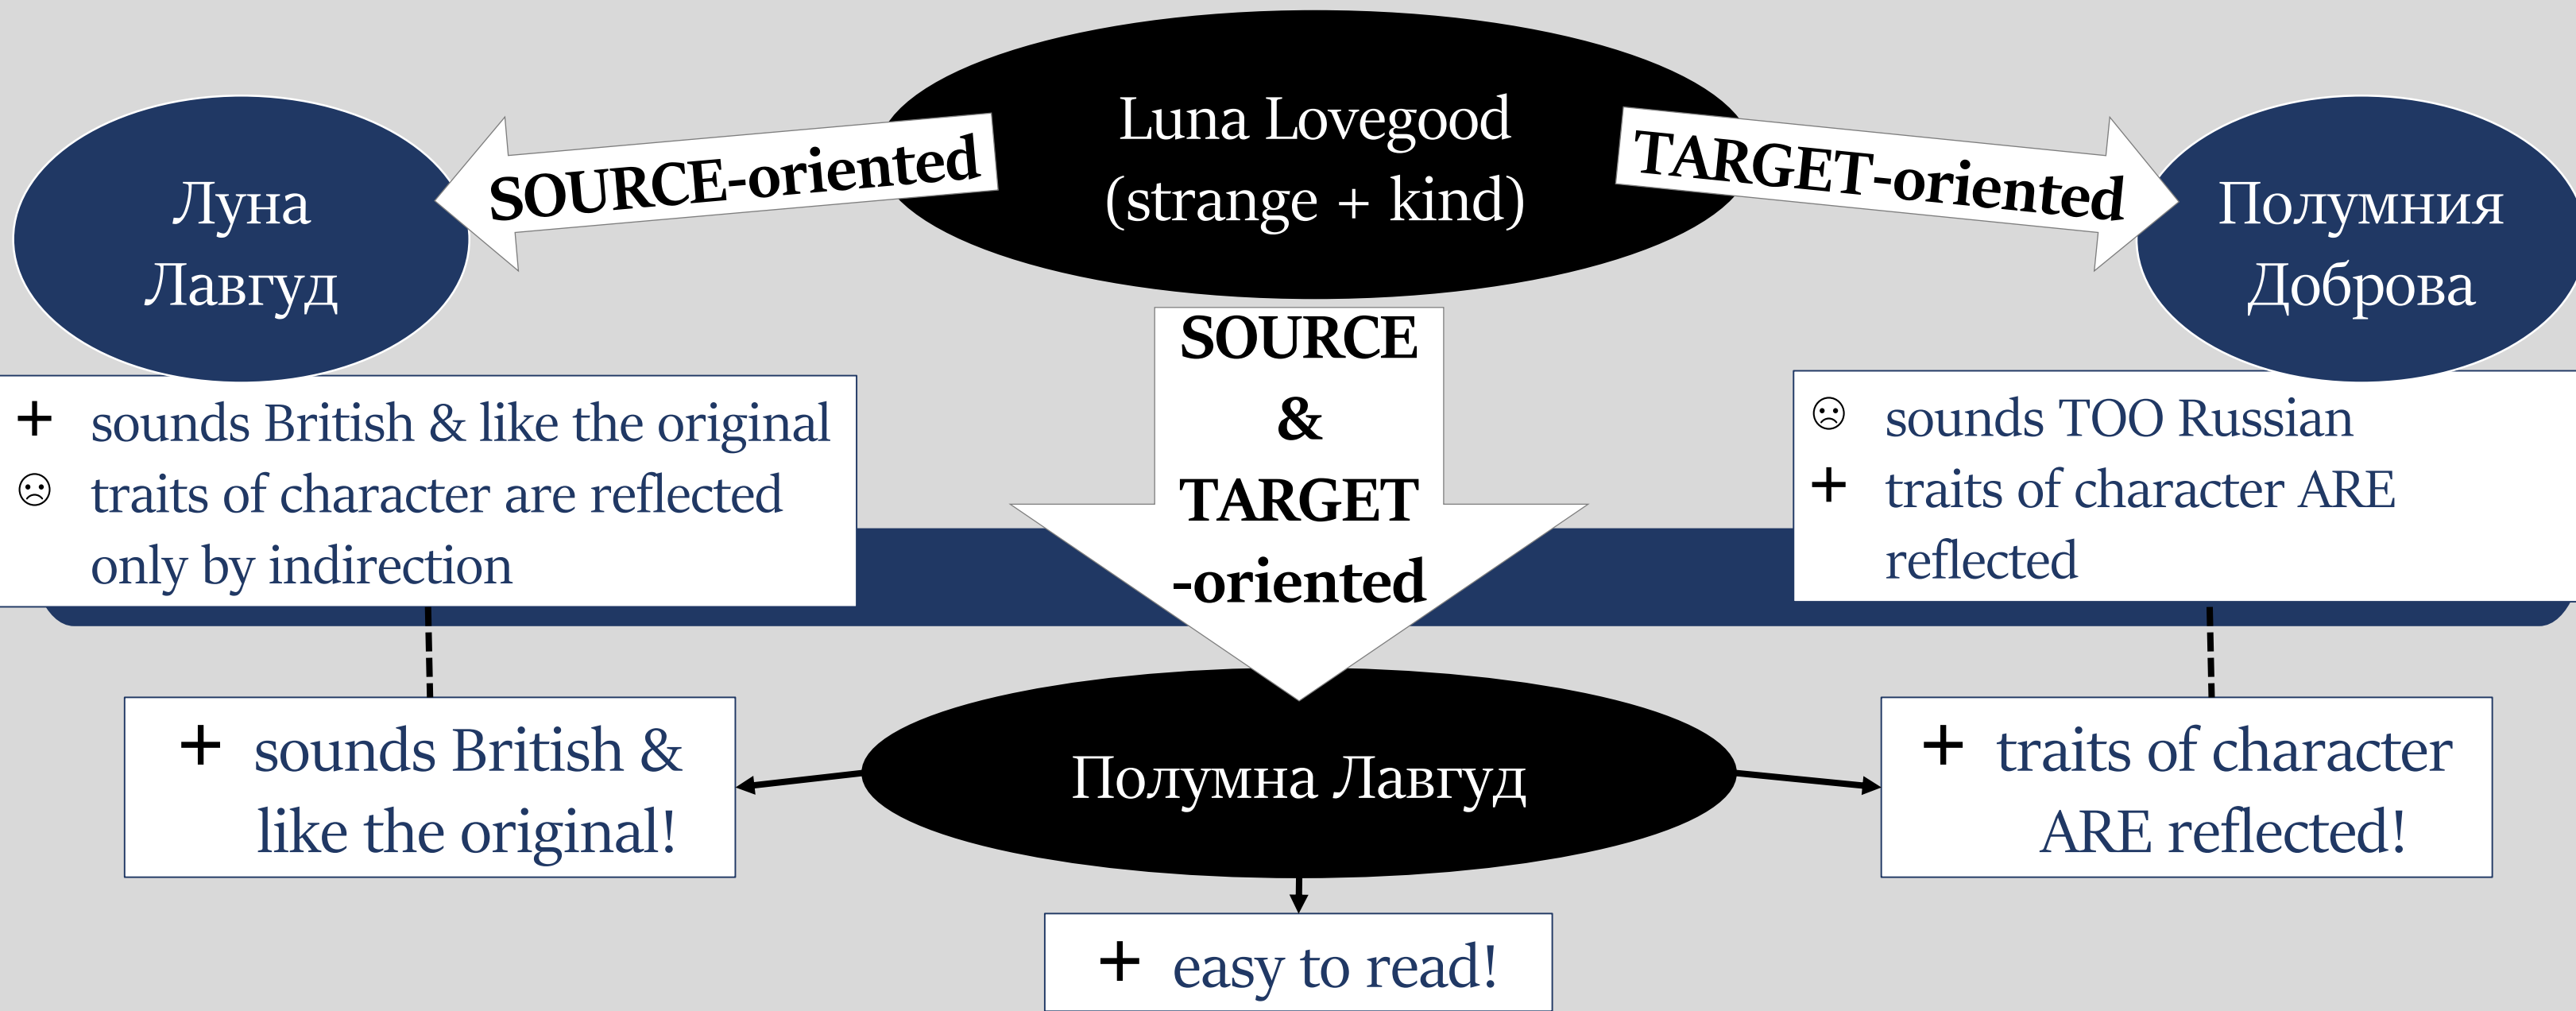 Luna Lovegood
(strange + kind)
SOURCE-oriented
TARGET-oriented
Луна
Лавгуд
Полумния
Доброва
+ sounds British & like the original
☹ traits of character are reflected
only by indirection
SOURCE
&
TARGET
-oriented
☹ sounds TOO Russian
+ traits of character ARE
reflected
+ sounds British &
like the original!
Полумна Лавгуд
+ traits of character
ARE reflected!
+ easy to read!